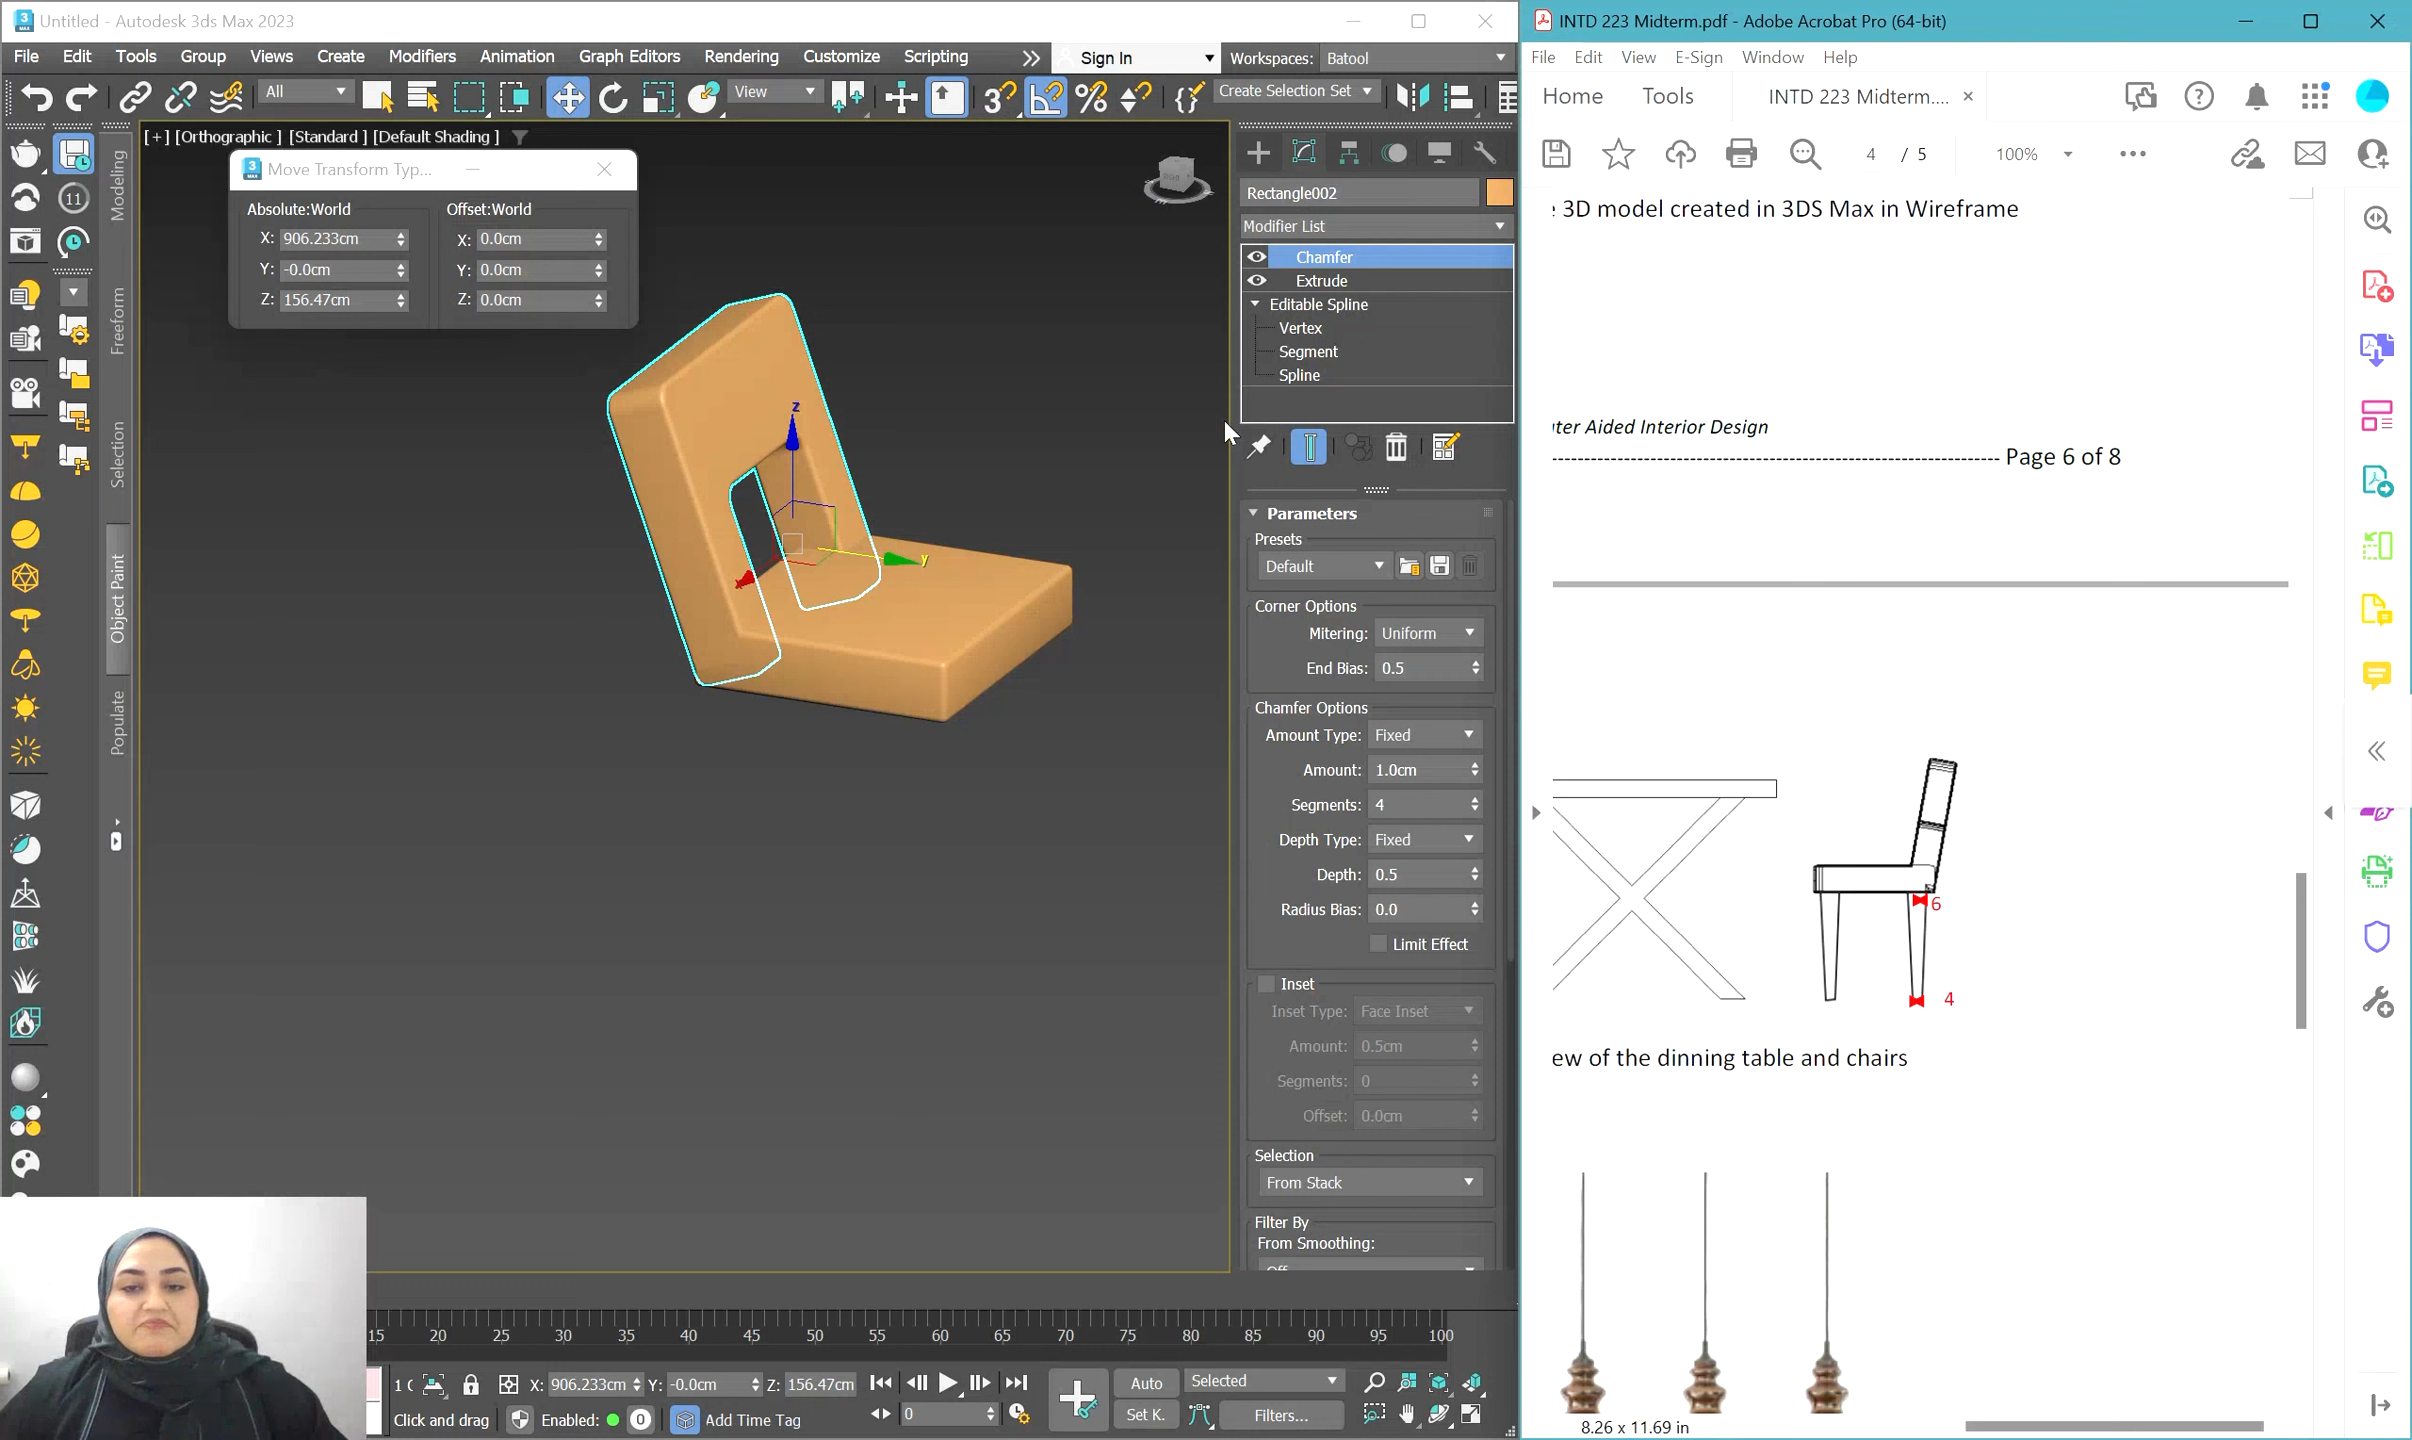 Untitled - Autodesk 3ds Max 2023
File Edit Tools Group Views Create Modifiers Animation Graph Editors Rendering Customize Scripting Sign In Workspaces: Batool
All View Create Selection Set
[+] [Orthographic ] [Standard ] [Default Shading ]
Modeling
Freeform
Selection
Object Paint
Populate
11
Move Transform Typ...
Absolute:World Offset:World
X: 906.233cm X: 0.0cm
Y: -0.0cm Y: 0.0cm
Z: 156.47cm Z: 0.0cm
z
y
x
Rectangle002
Modifier List
Chamfer
Extrude
Editable Spline
Vertex
Segment
Spline
Parameters
Presets
Default
Corner Options
Mitering: Uniform
End Bias: 0.5
Chamfer Options
Amount Type: Fixed
Amount: 1.0cm
Segments: 4
Depth Type: Fixed
Depth: 0.5
Radius Bias: 0.0
Limit Effect
Inset
Inset Type: Face Inset
Amount: 0.5cm
Segments: 0
Offset: 0.0cm
Selection
From Stack
Filter By
From Smoothing:
15 20 25 30 35 40 45 50 55 60 65 70 75 80 85 90 95 100
X: 906.233cm Y: -0.0cm Z: 156.47cm Auto Selected
Click and drag Enabled: 0 Add Time Tag 0 Set K. Filters...
INTD 223 Midterm.pdf - Adobe Acrobat Pro (64-bit)
File Edit View E-Sign Window Help
Home Tools INTD 223 Midterm....
4 / 5 100%
3D model created in 3DS Max in Wireframe
ter Aided Interior Design
Page 6 of 8
6
4
ew of the dinning table and chairs
8.26 x 11.69 in